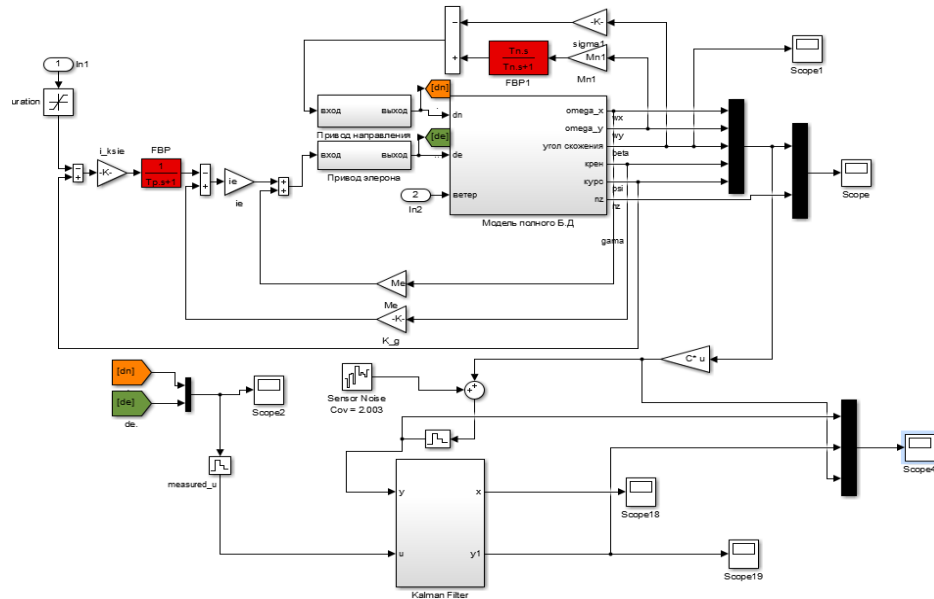 -K-
sigma1
Tn.s
Tn.s+1
FBP1
Mn1
Mn1
Scope1
1
In1
uration
[dn]
[de]
вход
выход
Привод направления
вход
выход
Привод элерона
dn
de
ветер
omega_x
omega_y
угол скожения
крен
курс
nz
Модель полного Б.Д
wx
wy
beta
psi
nz
gama
2
In2
Scope
i_ksie
-K-
FBP
1
Tp.s+1
ie
ie
Me
Me
-K-
K_g
C* u
[dn]
[de]
de.
Scope2
Sensor Noise
Cov = 2.003
measured_u
y
u
x
y1
Kalman Filter
Scope18
Scope19
Scope4